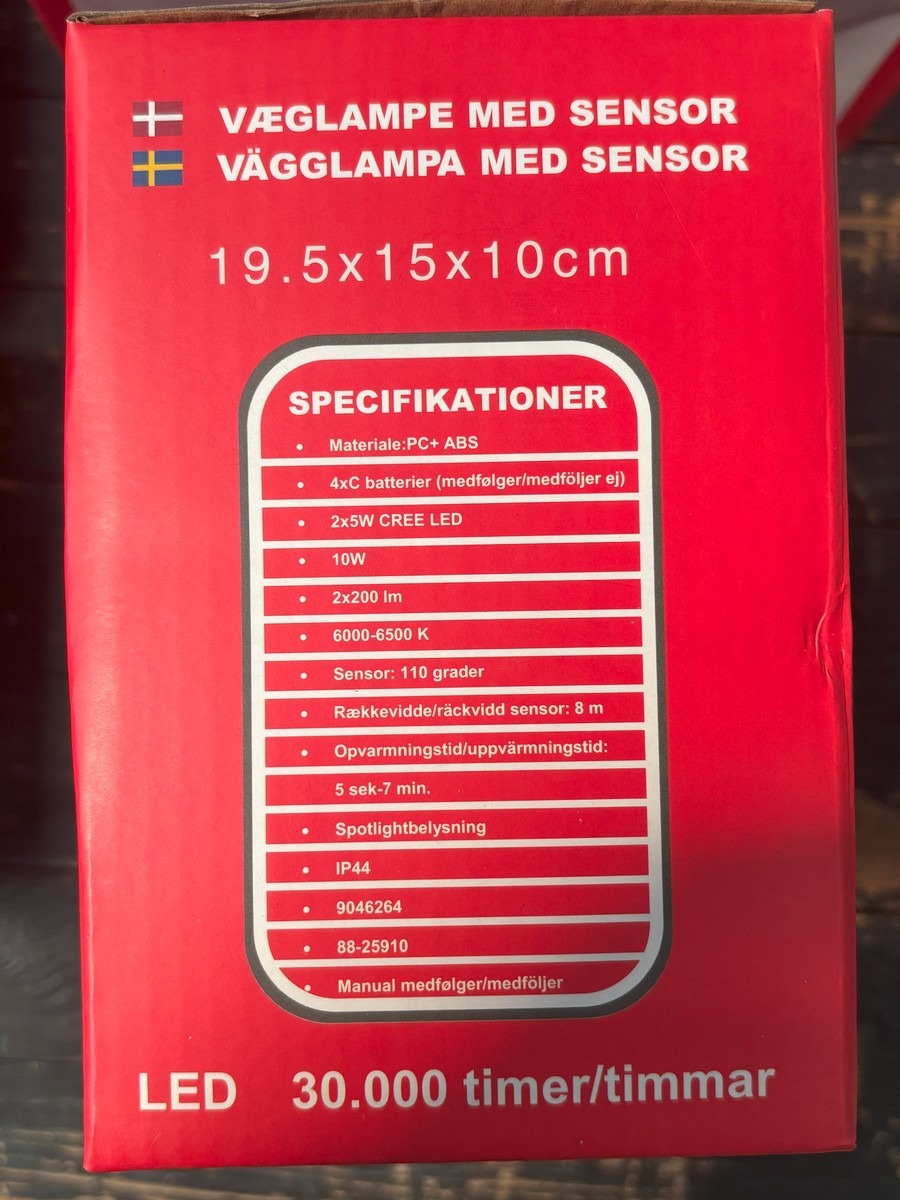 VÆGLAMPE MED SENSOR
VÄGGLAMPA MED SENSOR
19.5x15x10cm
SPECIFIKATIONER
• Materiale:PC+ ABS
• 4xC batterier (medfølger/medföljer ej)
• 2x5W CREE LED
• 10W
• 2x200 lm
• 6000-6500 K
• Sensor: 110 grader
• Rækkevidde/räckvidd sensor: 8 m
• Opvarmningstid/uppvärmningstid:
5 sek-7 min.
• Spotlightbelysning
• IP44
• 9046264
• 88-25910
• Manual medfølger/medföljer
LED 30.000 timer/timmar